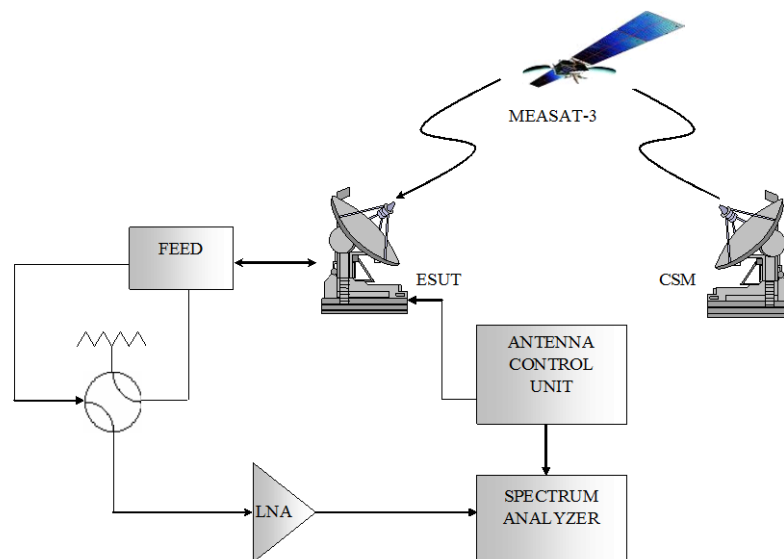 MEASAT-3
FEED
ESUT
CSM
ANTENNA
CONTROL
UNIT
LNA
SPECTRUM
ANALYZER